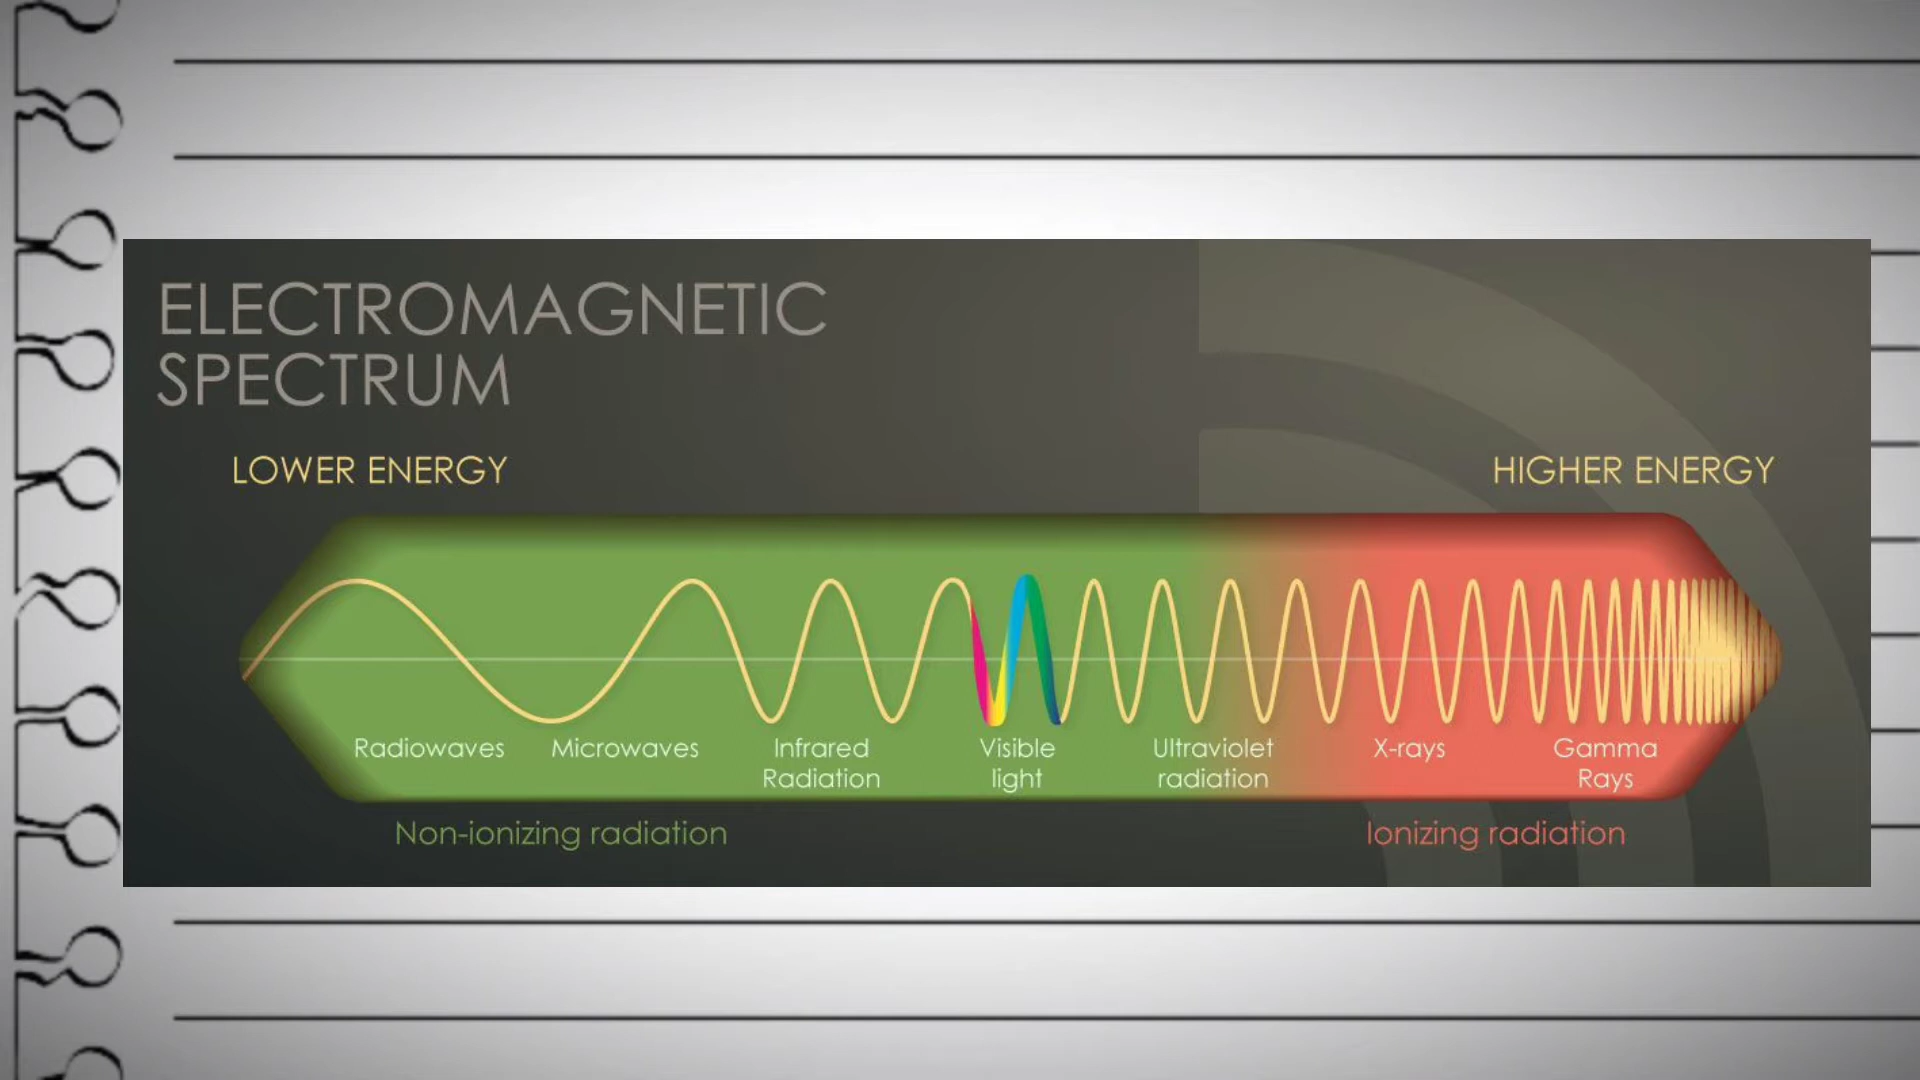 ELECTROMAGNETIC
SPECTRUM
LOWER ENERGY
HIGHER ENERGY
Radiowaves
Microwaves
Infrared
Radiation
Visible
light
Ultraviolet
radiation
X-rays
Gamma
Rays
Non-ionizing radiation
Ionizing radiation